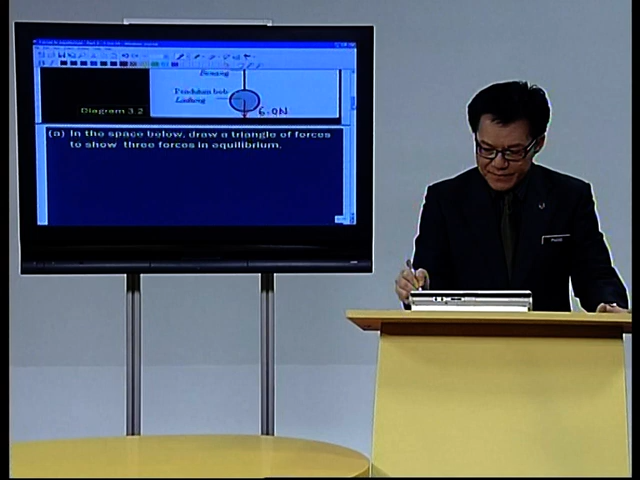 Benang
Pendulum bob
Ladung
6.0N
Diagram 3.2
(a) In the space below, draw a triangle of forces
to show three forces in equilibrium.